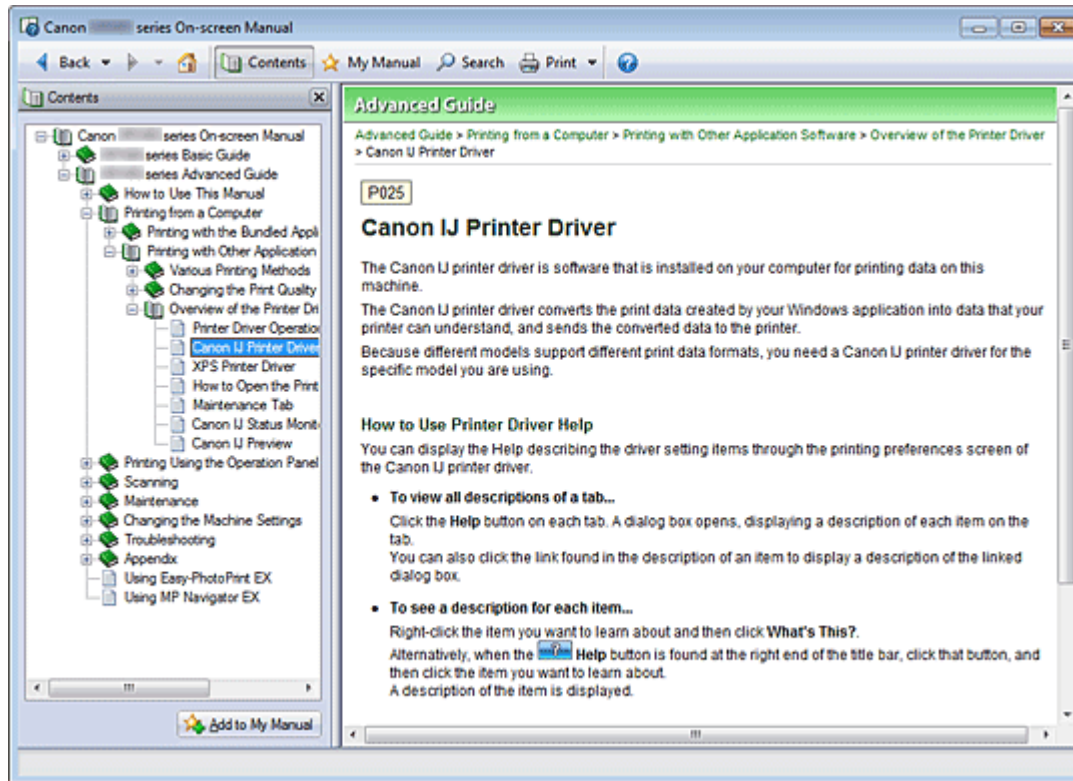 Canon series On-screen Manual
Back Contents My Manual Search Print
Contents
Canon series On-screen Manual
series Basic Guide
series Advanced Guide
How to Use This Manual
Printing from a Computer
Printing with the Bundled Appli
Printing with Other Application
Various Printing Methods
Changing the Print Quality
Overview of the Printer Dri
Printer Driver Operation
Canon IJ Printer Driver
XPS Printer Driver
How to Open the Print
Maintenance Tab
Canon IJ Status Monit
Canon IJ Preview
Printing Using the Operation Panel
Scanning
Maintenance
Changing the Machine Settings
Troubleshooting
Appendix
Using Easy-PhotoPrint EX
Using MP Navigator EX
Add to My Manual
Advanced Guide
Advanced Guide > Printing from a Computer > Printing with Other Application Software > Overview of the Printer Driver
> Canon IJ Printer Driver
P025
Canon IJ Printer Driver
The Canon IJ printer driver is software that is installed on your computer for printing data on this
machine.
The Canon IJ printer driver converts the print data created by your Windows application into data that your
printer can understand, and sends the converted data to the printer.
Because different models support different print data formats, you need a Canon IJ printer driver for the
specific model you are using.
How to Use Printer Driver Help
You can display the Help describing the driver setting items through the printing preferences screen of
the Canon IJ printer driver.
• To view all descriptions of a tab...
Click the Help button on each tab. A dialog box opens, displaying a description of each item on the
tab.
You can also click the link found in the description of an item to display a description of the linked
dialog box.
• To see a description for each item...
Right-click the item you want to learn about and then click What's This?.
Alternatively, when the Help button is found at the right end of the title bar, click that button, and
then click the item you want to learn about.
A description of the item is displayed.